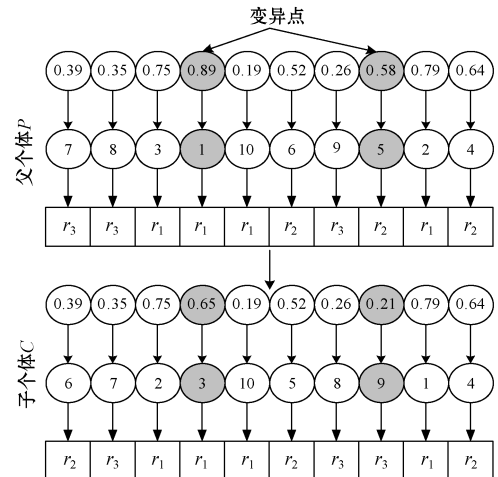 变异点
0.39 0.35 0.75 0.89 0.19 0.52 0.26 0.58 0.79 0.64
父个体P
7 8 3 1 10 6 9 5 2 4
r3 r3 r1 r1 r1 r2 r3 r2 r1 r2
0.39 0.35 0.75 0.65 0.19 0.52 0.26 0.21 0.79 0.64
子个体C
6 7 2 3 10 5 8 9 1 4
r2 r3 r1 r1 r1 r2 r3 r3 r1 r2